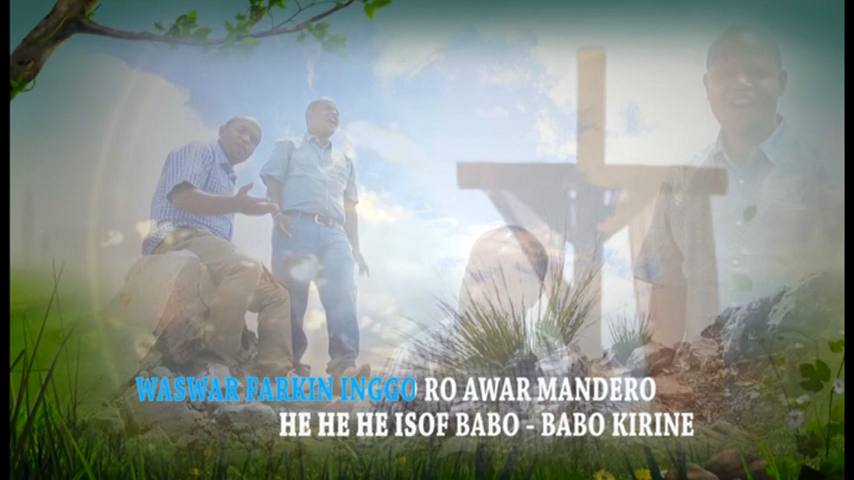 WASWAR FARKIN INGGO RO AWAR MANDERO
HE HE HE ISOF BABO - BABO KIRINE